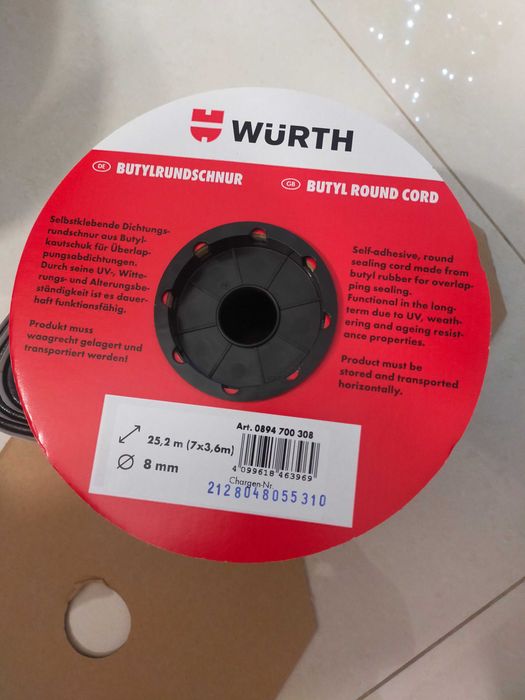 WÜRTH
DE BUTYLRUNDSCHNUR
GB BUTYL ROUND CORD
Selbstklebende Dichtungs-
rundschnur aus Butyl-
kautschuk für Überlap-
pungsabdichtungen.
Durch seine UV-, Witte-
rungs- und Alterungsbe-
ständigkeit ist es dauer-
haft funktionsfähig.
Produkt muss
waagrecht gelagert und
transportiert werden!
Self-adhesive, round
sealing cord made from
butyl rubber for overlap-
ping sealing.
Functional in the long-
term due to UV, weath-
ering and ageing resist-
ance properties.
Product must be
stored and transported
horizontally.
Art. 0894 700 308
25,2 m (7x3,6m)
8 mm
4 099618 463969
Chargen-Nr.
2128048055310